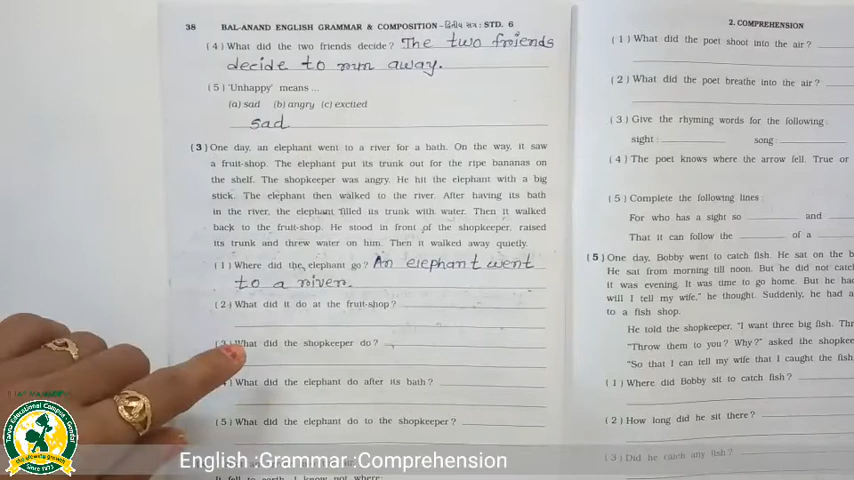 38 BAL-ANAND ENGLISH GRAMMAR & COMPOSITION - દ્વિતીય સત્ર : STD. 6
( 4 ) What did the two friends decide? The two friends
decide to run away.
( 5 ) 'Unhappy' means ...
(a) sad (b) angry (c) excited
sad
( 3 ) One day, an elephant went to a river for a bath. On the way, it saw
a fruit-shop. The elephant put its trunk out for the ripe bananas on
the shelf. The shopkeeper was angry. He hit the elephant with a big
stick. The elephant then walked to the river. After having its bath
in the river, the elephant filled its trunk with water. Then it walked
back to the fruit-shop. He stood in front of the shopkeeper, raised
its trunk and threw water on him. Then it walked away quietly.
( 1 ) Where did the elephant go? An elephant went
to a river.
( 2 ) What did it do at the fruit-shop?
( 3 ) What did the shopkeeper do?
What did the elephant do after its bath ?
( 5 ) What did the elephant do to the shopkeeper?
2. COMPREHENSION
( 1 ) What did the poet shoot into the air?
( 2 ) What did the poet breathe into the air?
( 3 ) Give the rhyming words for the following
sight : song:
( 4 ) The poet knows where the arrow fell. True or
( 5 ) Complete the following lines
For who has a sight so and
That it can follow the of a
( 5 ) One day, Bobby went to catch fish. He sat on the b
He sat from morning till noon. But he did not catc
it was evening. It was time to go home. But he ha
will I tell my wife,' he thought. Suddenly, he had a
to a fish shop.
He told the shopkeeper, "I want three big fish. Thr
"Throw them to you? Why?" asked the shopkee
"So that I can tell my wife that I caught the fish
( 1 ) Where did Bobby sit to catch fish?
( 2 ) How long did he sit there?
( 3 ) Did he catch any fish?
English :Grammar :Comprehension